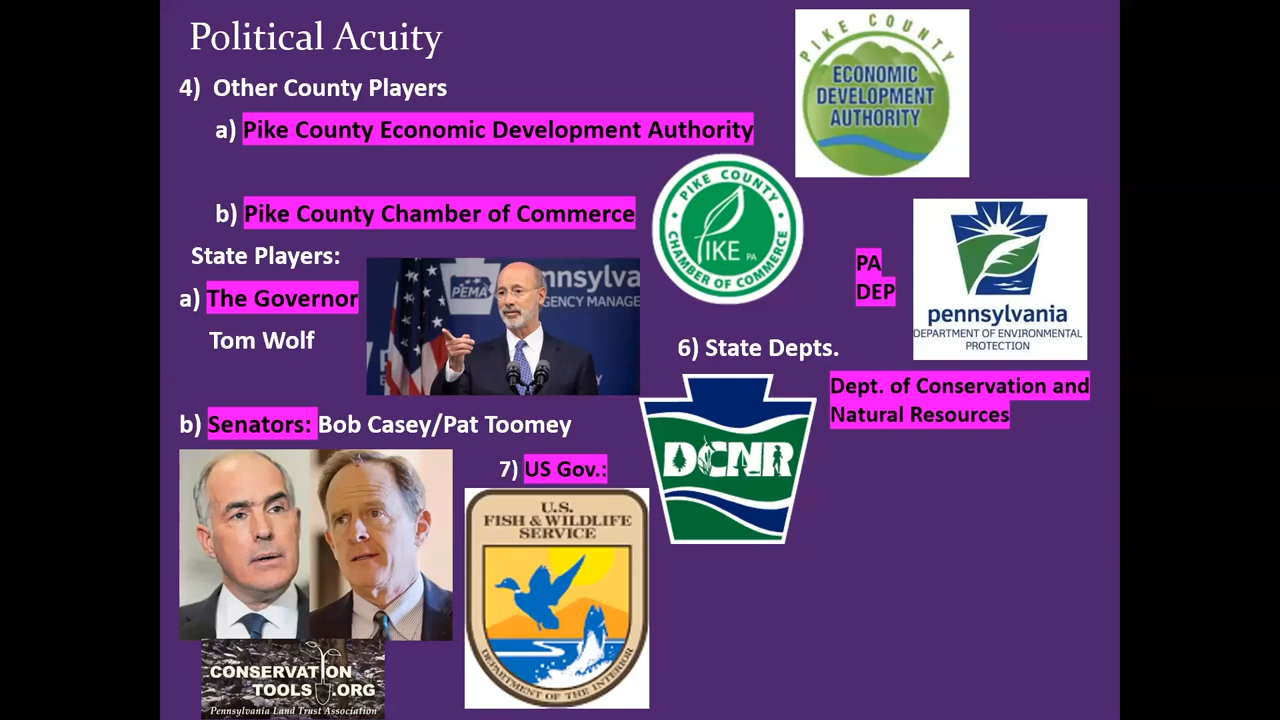 Political Acuity
4) Other County Players
a) Pike County Economic Development Authority
PIKE COUNTY
ECONOMIC
DEVELOPMENT
AUTHORITY
b) Pike County Chamber of Commerce
PIKE COUNTY
CHAMBER OF COMMERCE
PIKE PA
State Players:
a) The Governor
Tom Wolf
PEMA
nnsylva
GENCY MANAGE
PA
DEP
pennsylvania
DEPARTMENT OF ENVIRONMENTAL
PROTECTION
6) State Depts.
Dept. of Conservation and
Natural Resources
DCNR
b) Senators: Bob Casey/Pat Toomey
7) US Gov.:
U.S.
FISH & WILDLIFE
SERVICE
DEPARTMENT OF THE INTERIOR
CONSERVATION
TOOLS.ORG
Pennsylvania Land Trust Association